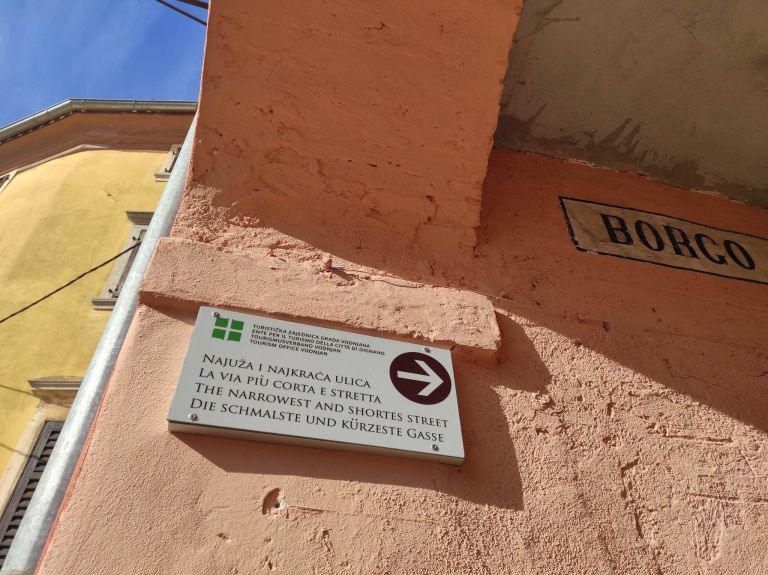 TURISTIČKA ZAJEDNICA GRADA VODNJANA
ENTE PER IL TURISMO DELLA CITTÀ DI DIGNANO
TOURISMUSVERBAND VODNJAN
TOURISM OFFICE VODNJAN
NAJUŽA I NAJKRAĆA ULICA
LA VIA PIÙ CORTA E STRETTA
THE NARROWEST AND SHORTES STREET
DIE SCHMALSTE UND KÜRZESTE GASSE
BORGO